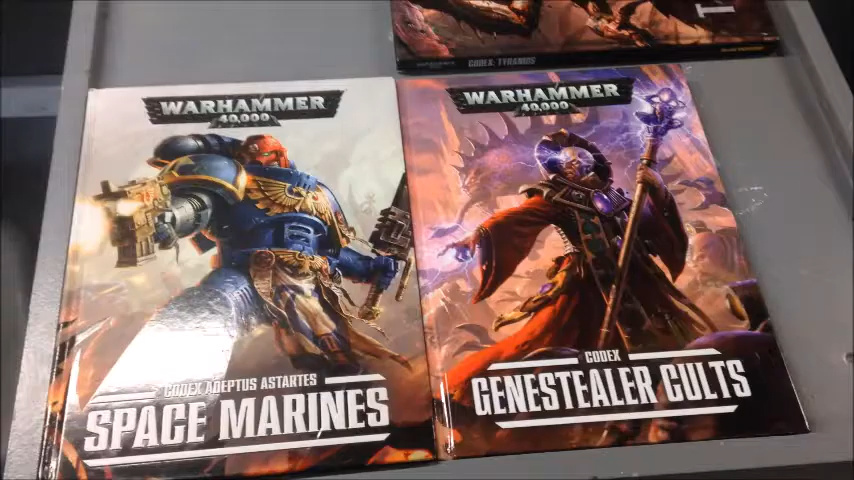 CODEX: TYRANIDS
WARHAMMER
40,000
CODEX ADEPTUS ASTARTES
SPACE MARINES
WARHAMMER
40,000
CODEX
GENESTEALER CULTS